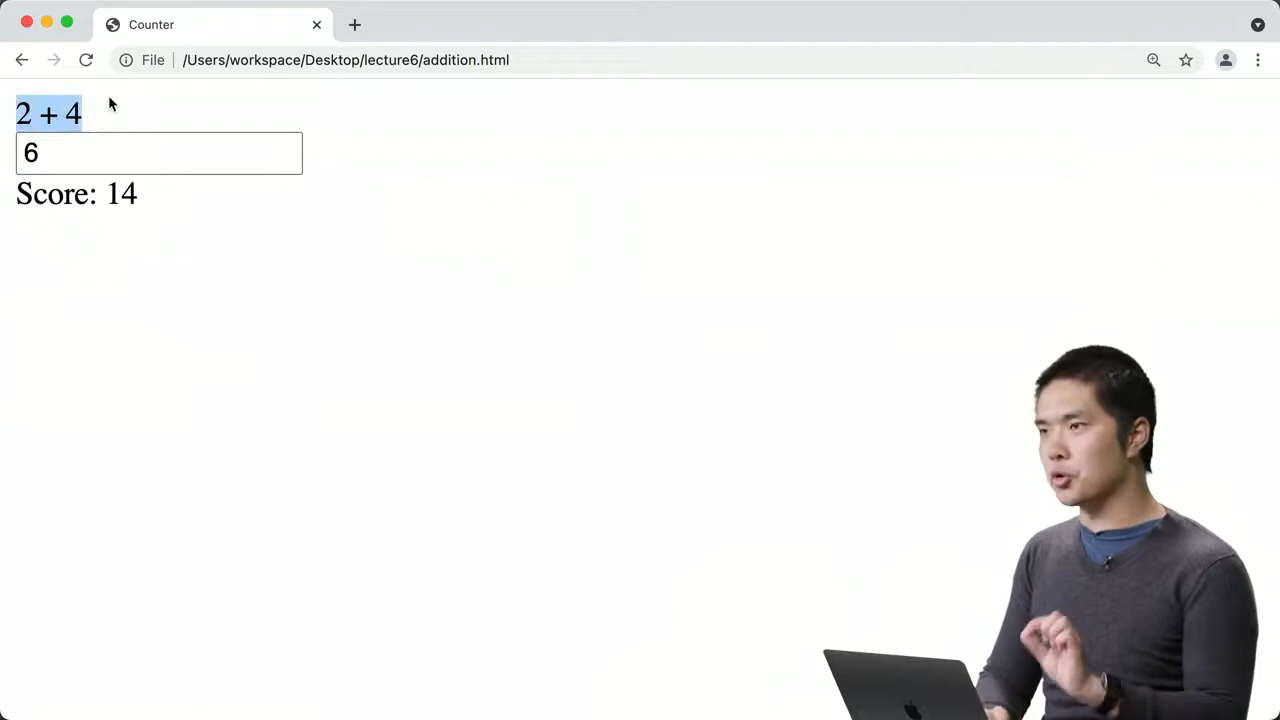 Counter
File /Users/workspace/Desktop/lecture6/addition.html
2 + 4
6
Score: 14